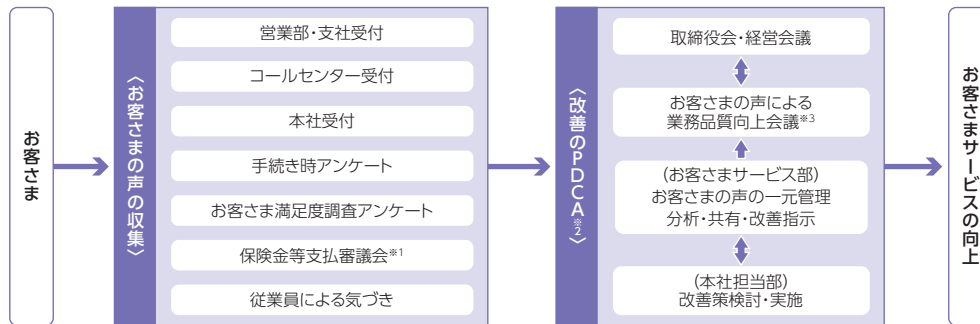 お客さま
〈お客さまの声の収集〉
営業部・支社受付
コールセンター受付
本社受付
手続き時アンケート
お客さま満足度調査アンケート
保険金等支払審議会※1
従業員による気づき
〈改善のPDCA※2〉
取締役会・経営会議
お客さまの声による
業務品質向上会議※3
(お客さまサービス部)
お客さまの声の一元管理
分析・共有・改善指示
(本社担当部)
改善策検討・実施
お客さまサービスの向上